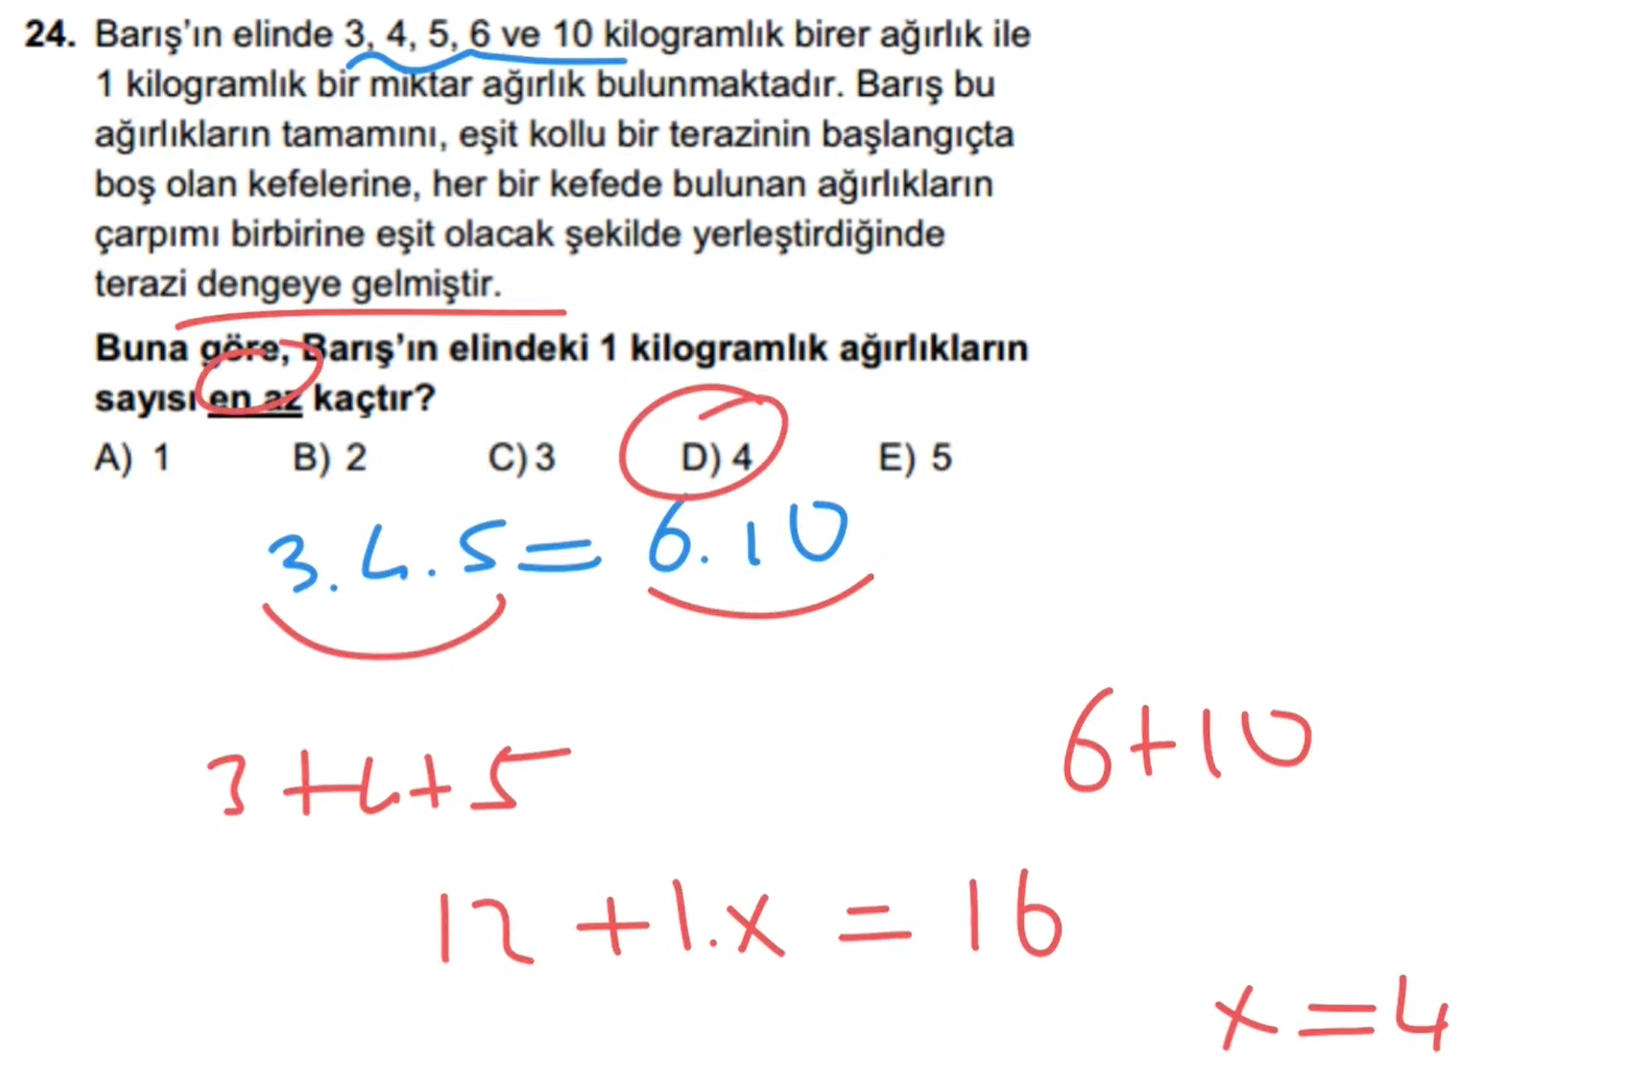 24. Barış'ın elinde 3, 4, 5, 6 ve 10 kilogramlık birer ağırlık ile
1 kilogramlık bir miktar ağırlık bulunmaktadır. Barış bu
ağırlıkların tamamını, eşit kollu bir terazinin başlangıçta
boş olan kefelerine, her bir kefede bulunan ağırlıkların
çarpımı birbirine eşit olacak şekilde yerleştirdiğinde
terazi dengeye gelmiştir.
Buna göre, Barış'ın elindeki 1 kilogramlık ağırlıkların
sayısı en az kaçtır?
A) 1 B) 2 C) 3 D) 4 E) 5
3.4.5 = 6.10
3+4+5 6+10
12 + 1.x = 16
x = 4